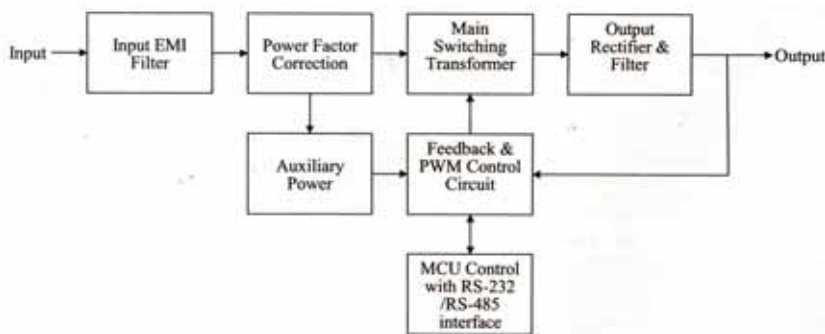 Input
Input EMI
Filter
Power Factor
Correction
Main
Switching
Transformer
Output
Rectifier &
Filter
Output
Auxiliary
Power
Feedback &
PWM Control
Circuit
MCU Control
with RS-232
/RS-485
interface